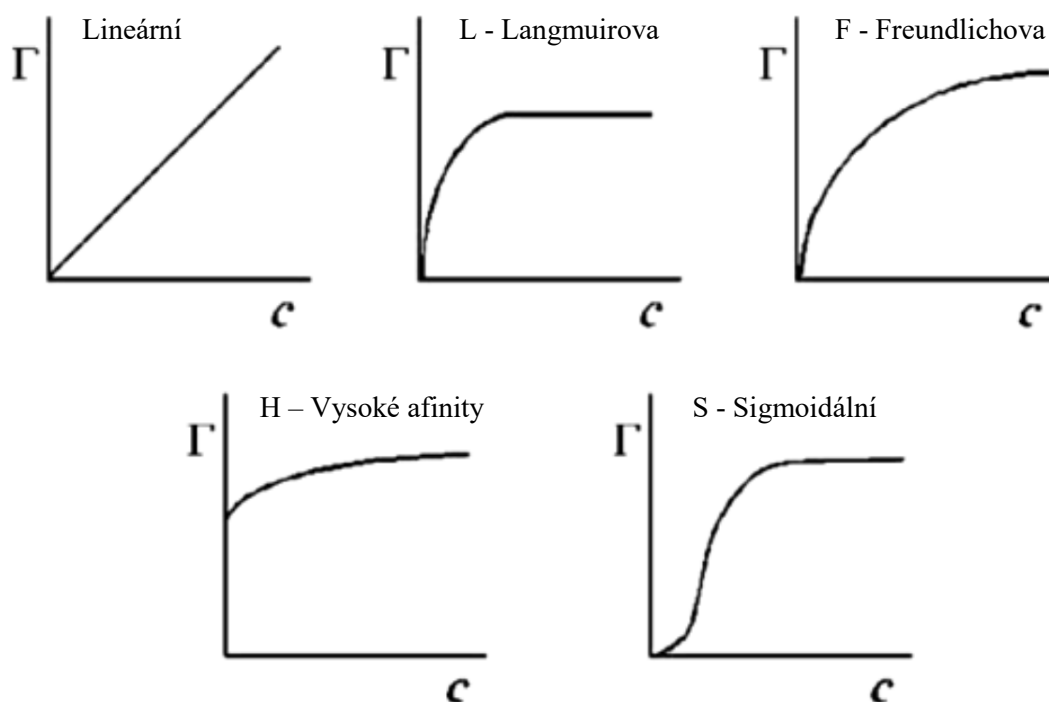 Lineární
Γ
c
L - Langmuirova
Γ
c
F - Freundlichova
Γ
c
H – Vysoké afinity
Γ
c
S - Sigmoidální
Γ
c